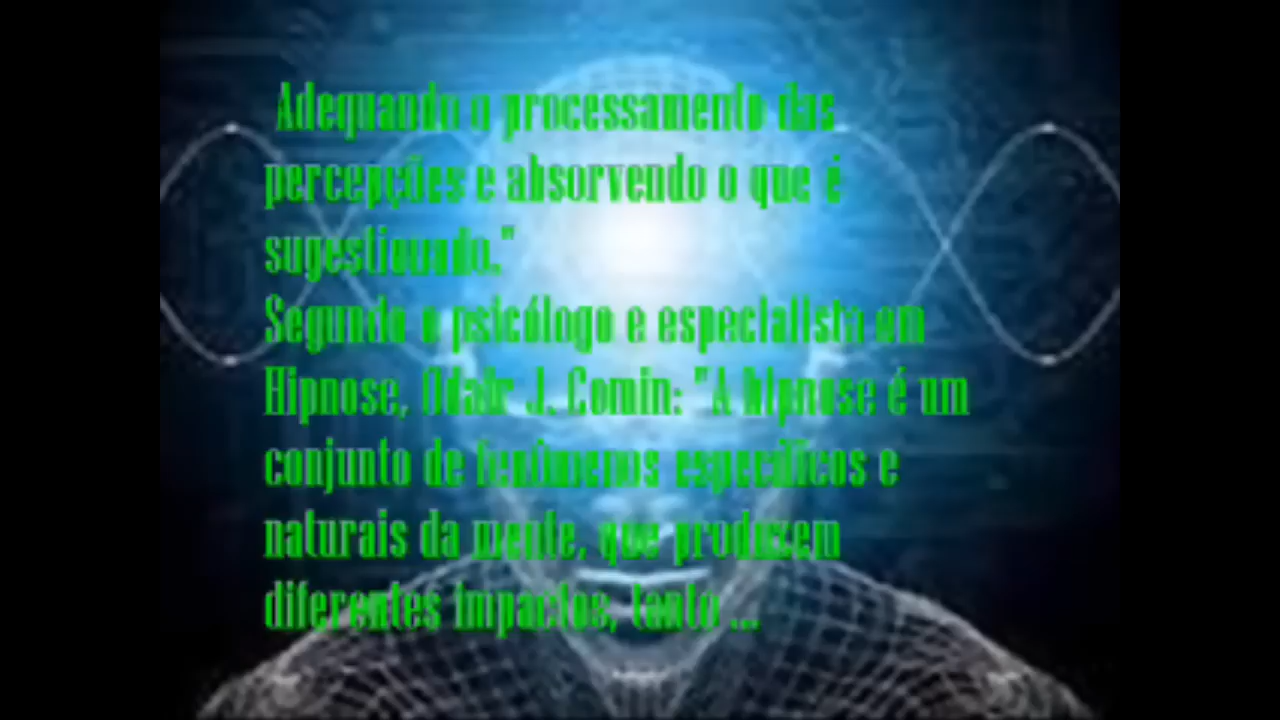 Adequando o processamento das
percepções e absorvendo o que é
sugestionado."
Segundo o psicólogo e especialista em
Hipnose, Odair J. Comin: "A hipnose é um
conjunto de fenômenos específicos e
naturais da mente, que produzem
diferentes impactos, tanto ...